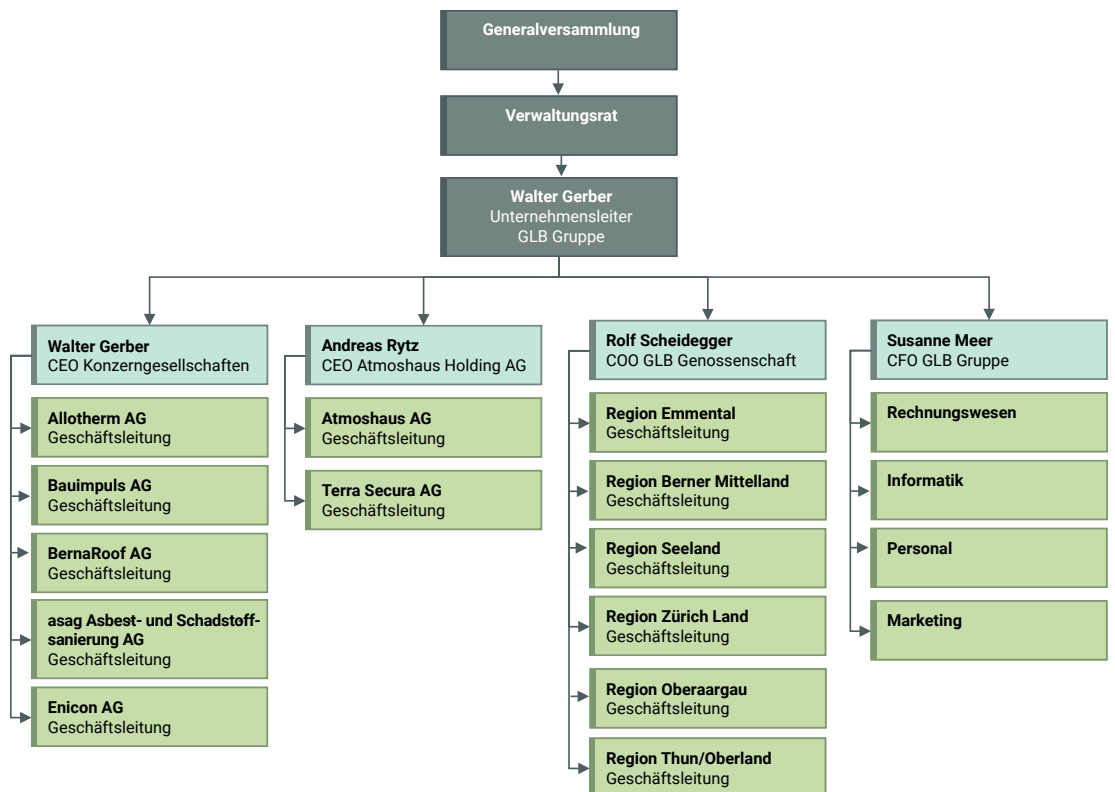 Generalversammlung
Verwaltungsrat
Walter Gerber
Unternehmensleiter
GLB Gruppe
Walter Gerber
CEO Konzerngesellschaften
Allotherm AG
Geschäftsleitung
Bauimpuls AG
Geschäftsleitung
BernaRoof AG
Geschäftsleitung
asag Asbest- und Schadstoff-
sanierung AG
Geschäftsleitung
Enicon AG
Geschäftsleitung
Andreas Rytz
CEO Atmoshaus Holding AG
Atmoshaus AG
Geschäftsleitung
Terra Secura AG
Geschäftsleitung
Rolf Scheidegger
COO GLB Genossenschaft
Region Emmental
Geschäftsleitung
Region Berner Mittelland
Geschäftsleitung
Region Seeland
Geschäftsleitung
Region Zürich Land
Geschäftsleitung
Region Oberaargau
Geschäftsleitung
Region Thun/Oberland
Geschäftsleitung
Susanne Meer
CFO GLB Gruppe
Rechnungswesen
Informatik
Personal
Marketing